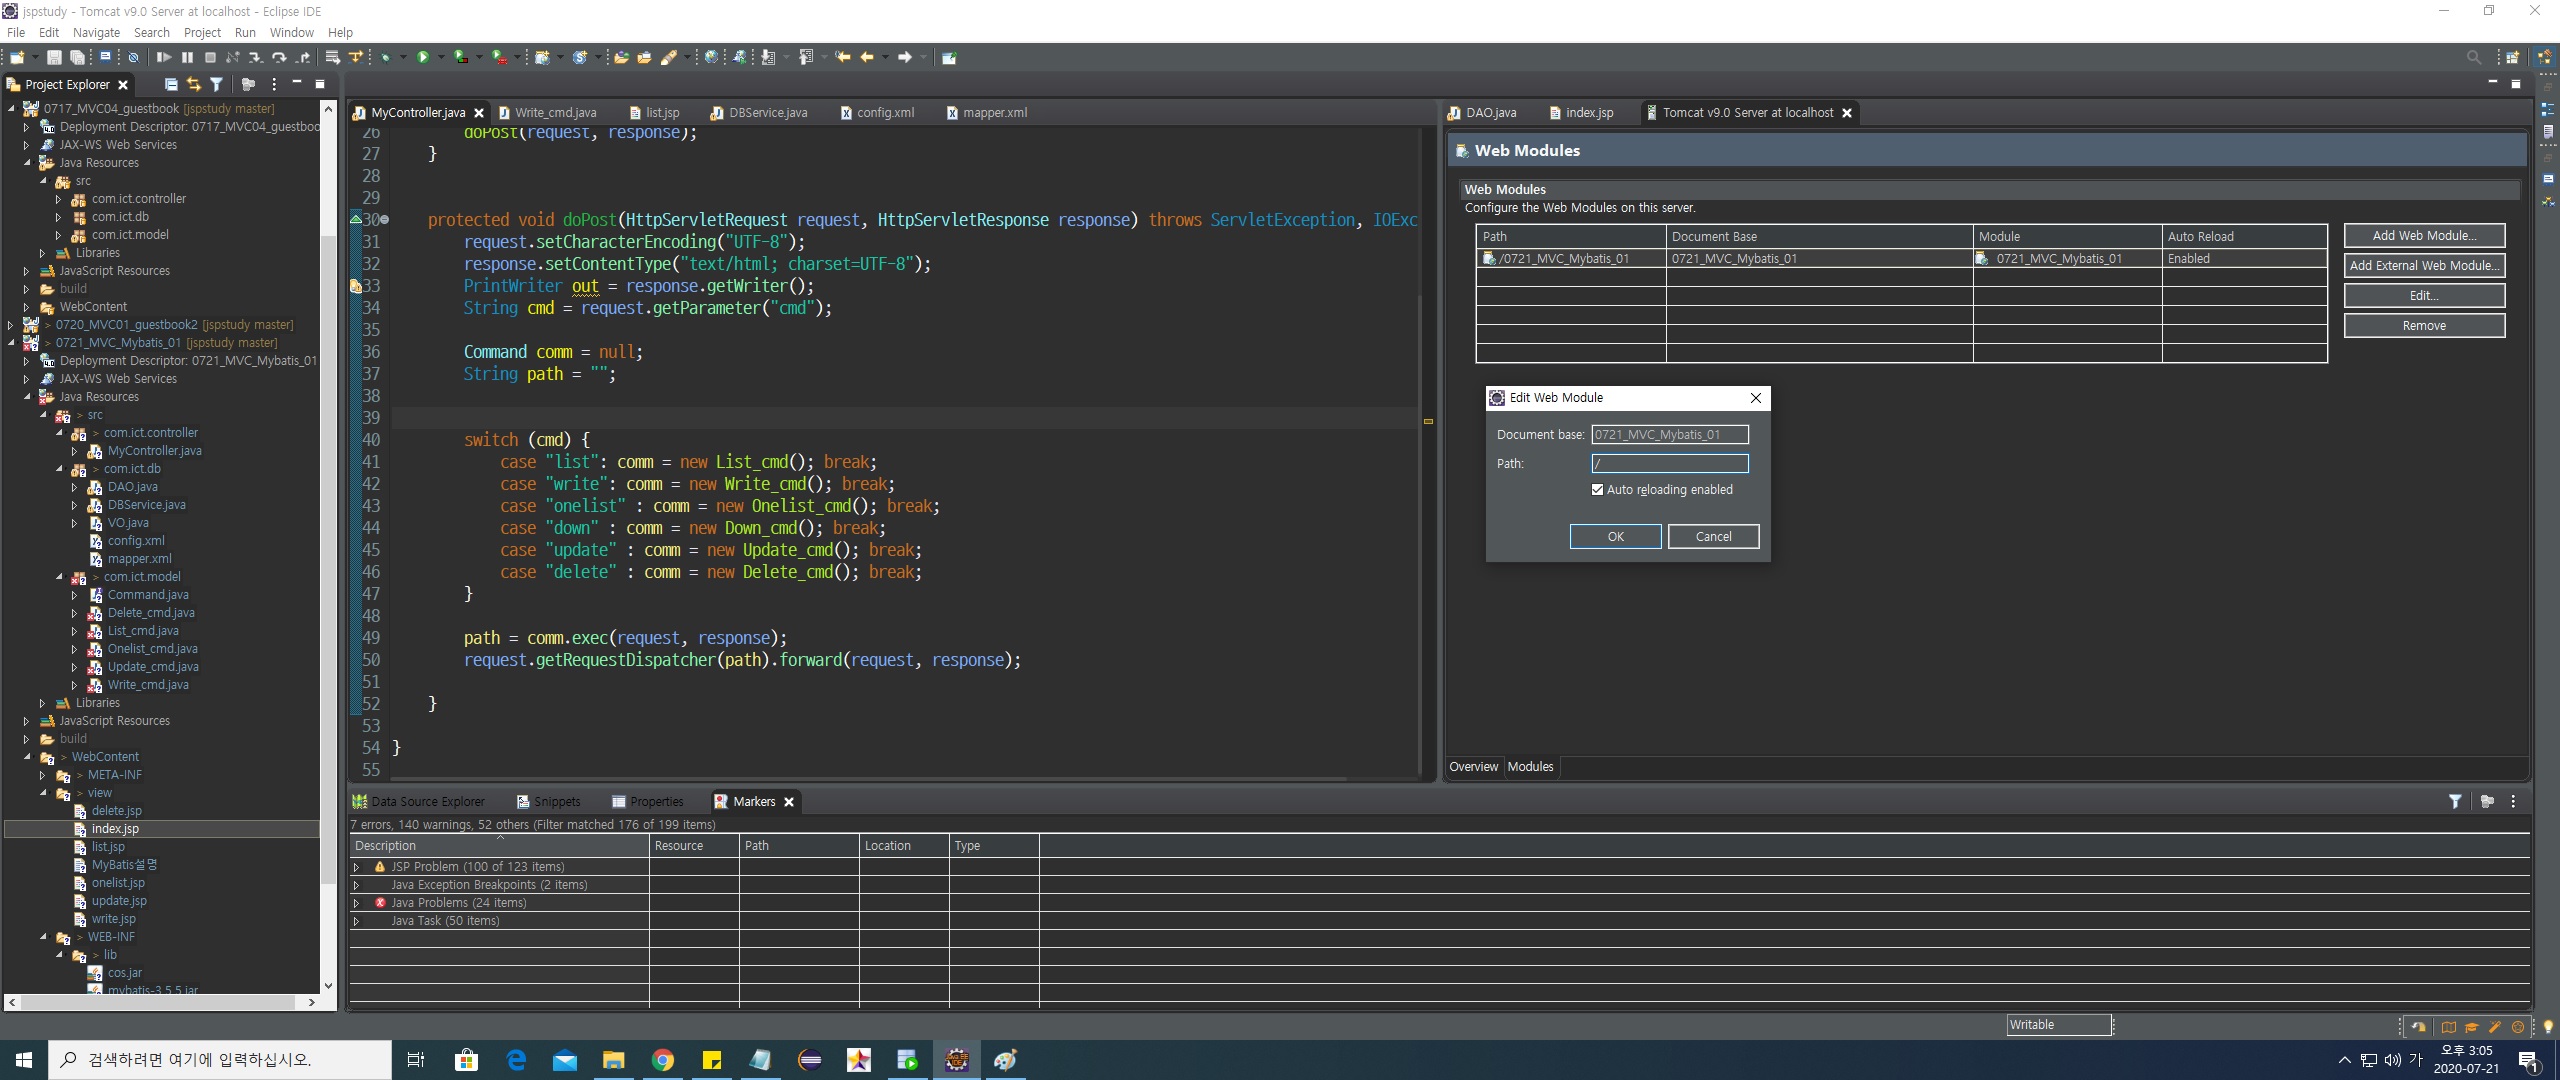 jspstudy - Tomcat v9.0 Server at localhost - Eclipse IDE
File Edit Navigate Search Project Run Window Help
Project Explorer
0717_MVC04_guestbook [jspstudy master]
Deployment Descriptor: 0717_MVC04_guestboo
JAX-WS Web Services
Java Resources
src
com.ict.controller
com.ict.db
com.ict.model
Libraries
JavaScript Resources
build
WebContent
> 0720_MVC01_guestbook2 [jspstudy master]
> 0721_MVC_Mybatis_01 [jspstudy master]
Deployment Descriptor: 0721_MVC_Mybatis_01
JAX-WS Web Services
Java Resources
> src
> com.ict.controller
MyController.java
> com.ict.db
DAO.java
DBService.java
VO.java
config.xml
mapper.xml
> com.ict.model
Command.java
Delete_cmd.java
List_cmd.java
Onelist_cmd.java
Update_cmd.java
Write_cmd.java
Libraries
JavaScript Resources
build
> WebContent
> META-INF
> view
delete.jsp
index.jsp
list.jsp
MyBatis설명
onelist.jsp
update.jsp
write.jsp
> WEB-INF
> lib
cos.jar
mybatis-3.5.5.jar
MyController.java Write_cmd.java list.jsp DBService.java config.xml mapper.xml
26 doPost(request, response);
27 }
28
29
30 protected void doPost(HttpServletRequest request, HttpServletResponse response) throws ServletException, IOExc
31 request.setCharacterEncoding("UTF-8");
32 response.setContentType("text/html; charset=UTF-8");
33 PrintWriter out = response.getWriter();
34 String cmd = request.getParameter("cmd");
35
36 Command comm = null;
37 String path = "";
38
39
40 switch (cmd) {
41 case "list": comm = new List_cmd(); break;
42 case "write": comm = new Write_cmd(); break;
43 case "onelist" : comm = new Onelist_cmd(); break;
44 case "down" : comm = new Down_cmd(); break;
45 case "update" : comm = new Update_cmd(); break;
46 case "delete" : comm = new Delete_cmd(); break;
47 }
48
49 path = comm.exec(request, response);
50 request.getRequestDispatcher(path).forward(request, response);
51
52 }
53
54 }
55
DAO.java index.jsp Tomcat v9.0 Server at localhost
Web Modules
Web Modules
Configure the Web Modules on this server.
Path Document Base Module Auto Reload
/0721_MVC_Mybatis_01 0721_MVC_Mybatis_01 0721_MVC_Mybatis_01 Enabled
Add Web Module...
Add External Web Module...
Edit...
Remove
Edit Web Module
Document base: 0721_MVC_Mybatis_01
Path: /
Auto reloading enabled
OK Cancel
Overview Modules
Data Source Explorer Snippets Properties Markers
7 errors, 140 warnings, 52 others (Filter matched 176 of 199 items)
Description Resource Path Location Type
JSP Problem (100 of 123 items)
Java Exception Breakpoints (2 items)
Java Problems (24 items)
Java Task (50 items)
Writable
검색하려면 여기에 입력하십시오.
가
오후 3:05
2020-07-21
1